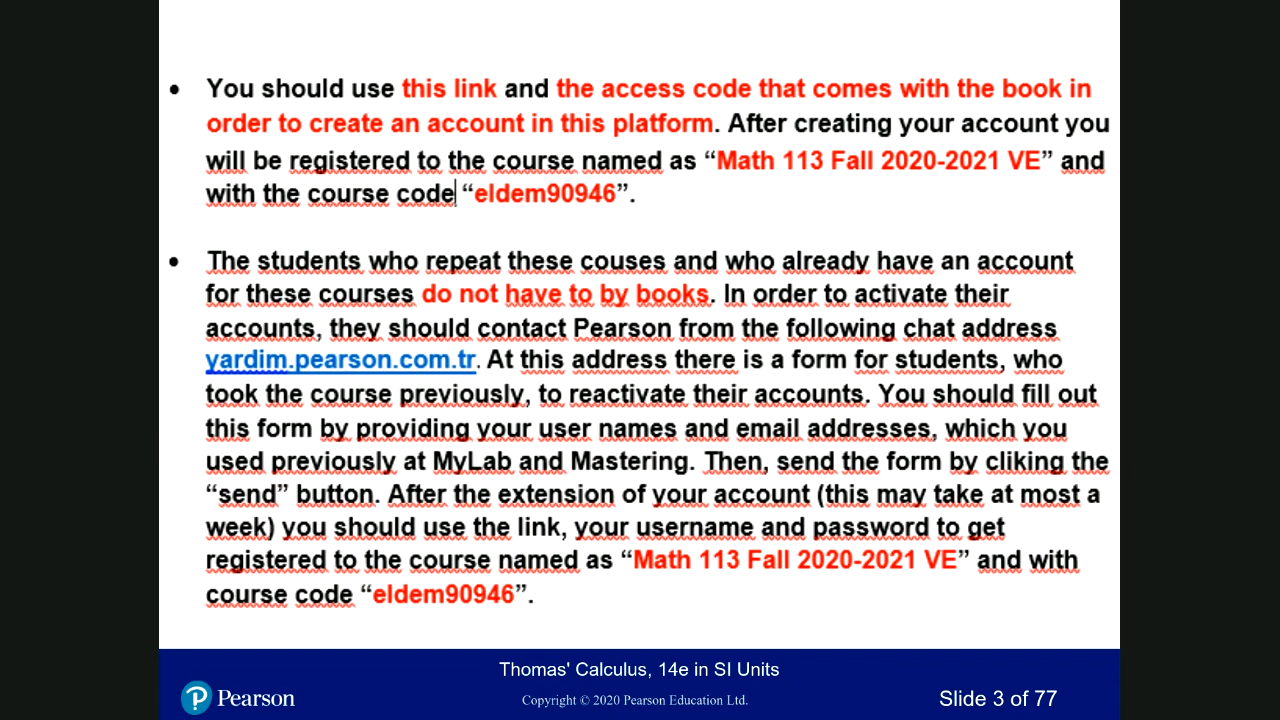 • You should use this link and the access code that comes with the book in
order to create an account in this platform. After creating your account you
will be registered to the course named as “Math 113 Fall 2020-2021 VE” and
with the course code “eldem90946”.
• The students who repeat these couses and who already have an account
for these courses do not have to by books. In order to activate their
accounts, they should contact Pearson from the following chat address
yardim.pearson.com.tr. At this address there is a form for students, who
took the course previously, to reactivate their accounts. You should fill out
this form by providing your user names and email addresses, which you
used previously at MyLab and Mastering. Then, send the form by cliking the
“send” button. After the extension of your account (this may take at most a
week) you should use the link, your username and password to get
registered to the course named as “Math 113 Fall 2020-2021 VE” and with
course code “eldem90946”.
Thomas' Calculus, 14e in SI Units
P Pearson
Copyright © 2020 Pearson Education Ltd.
Slide 3 of 77